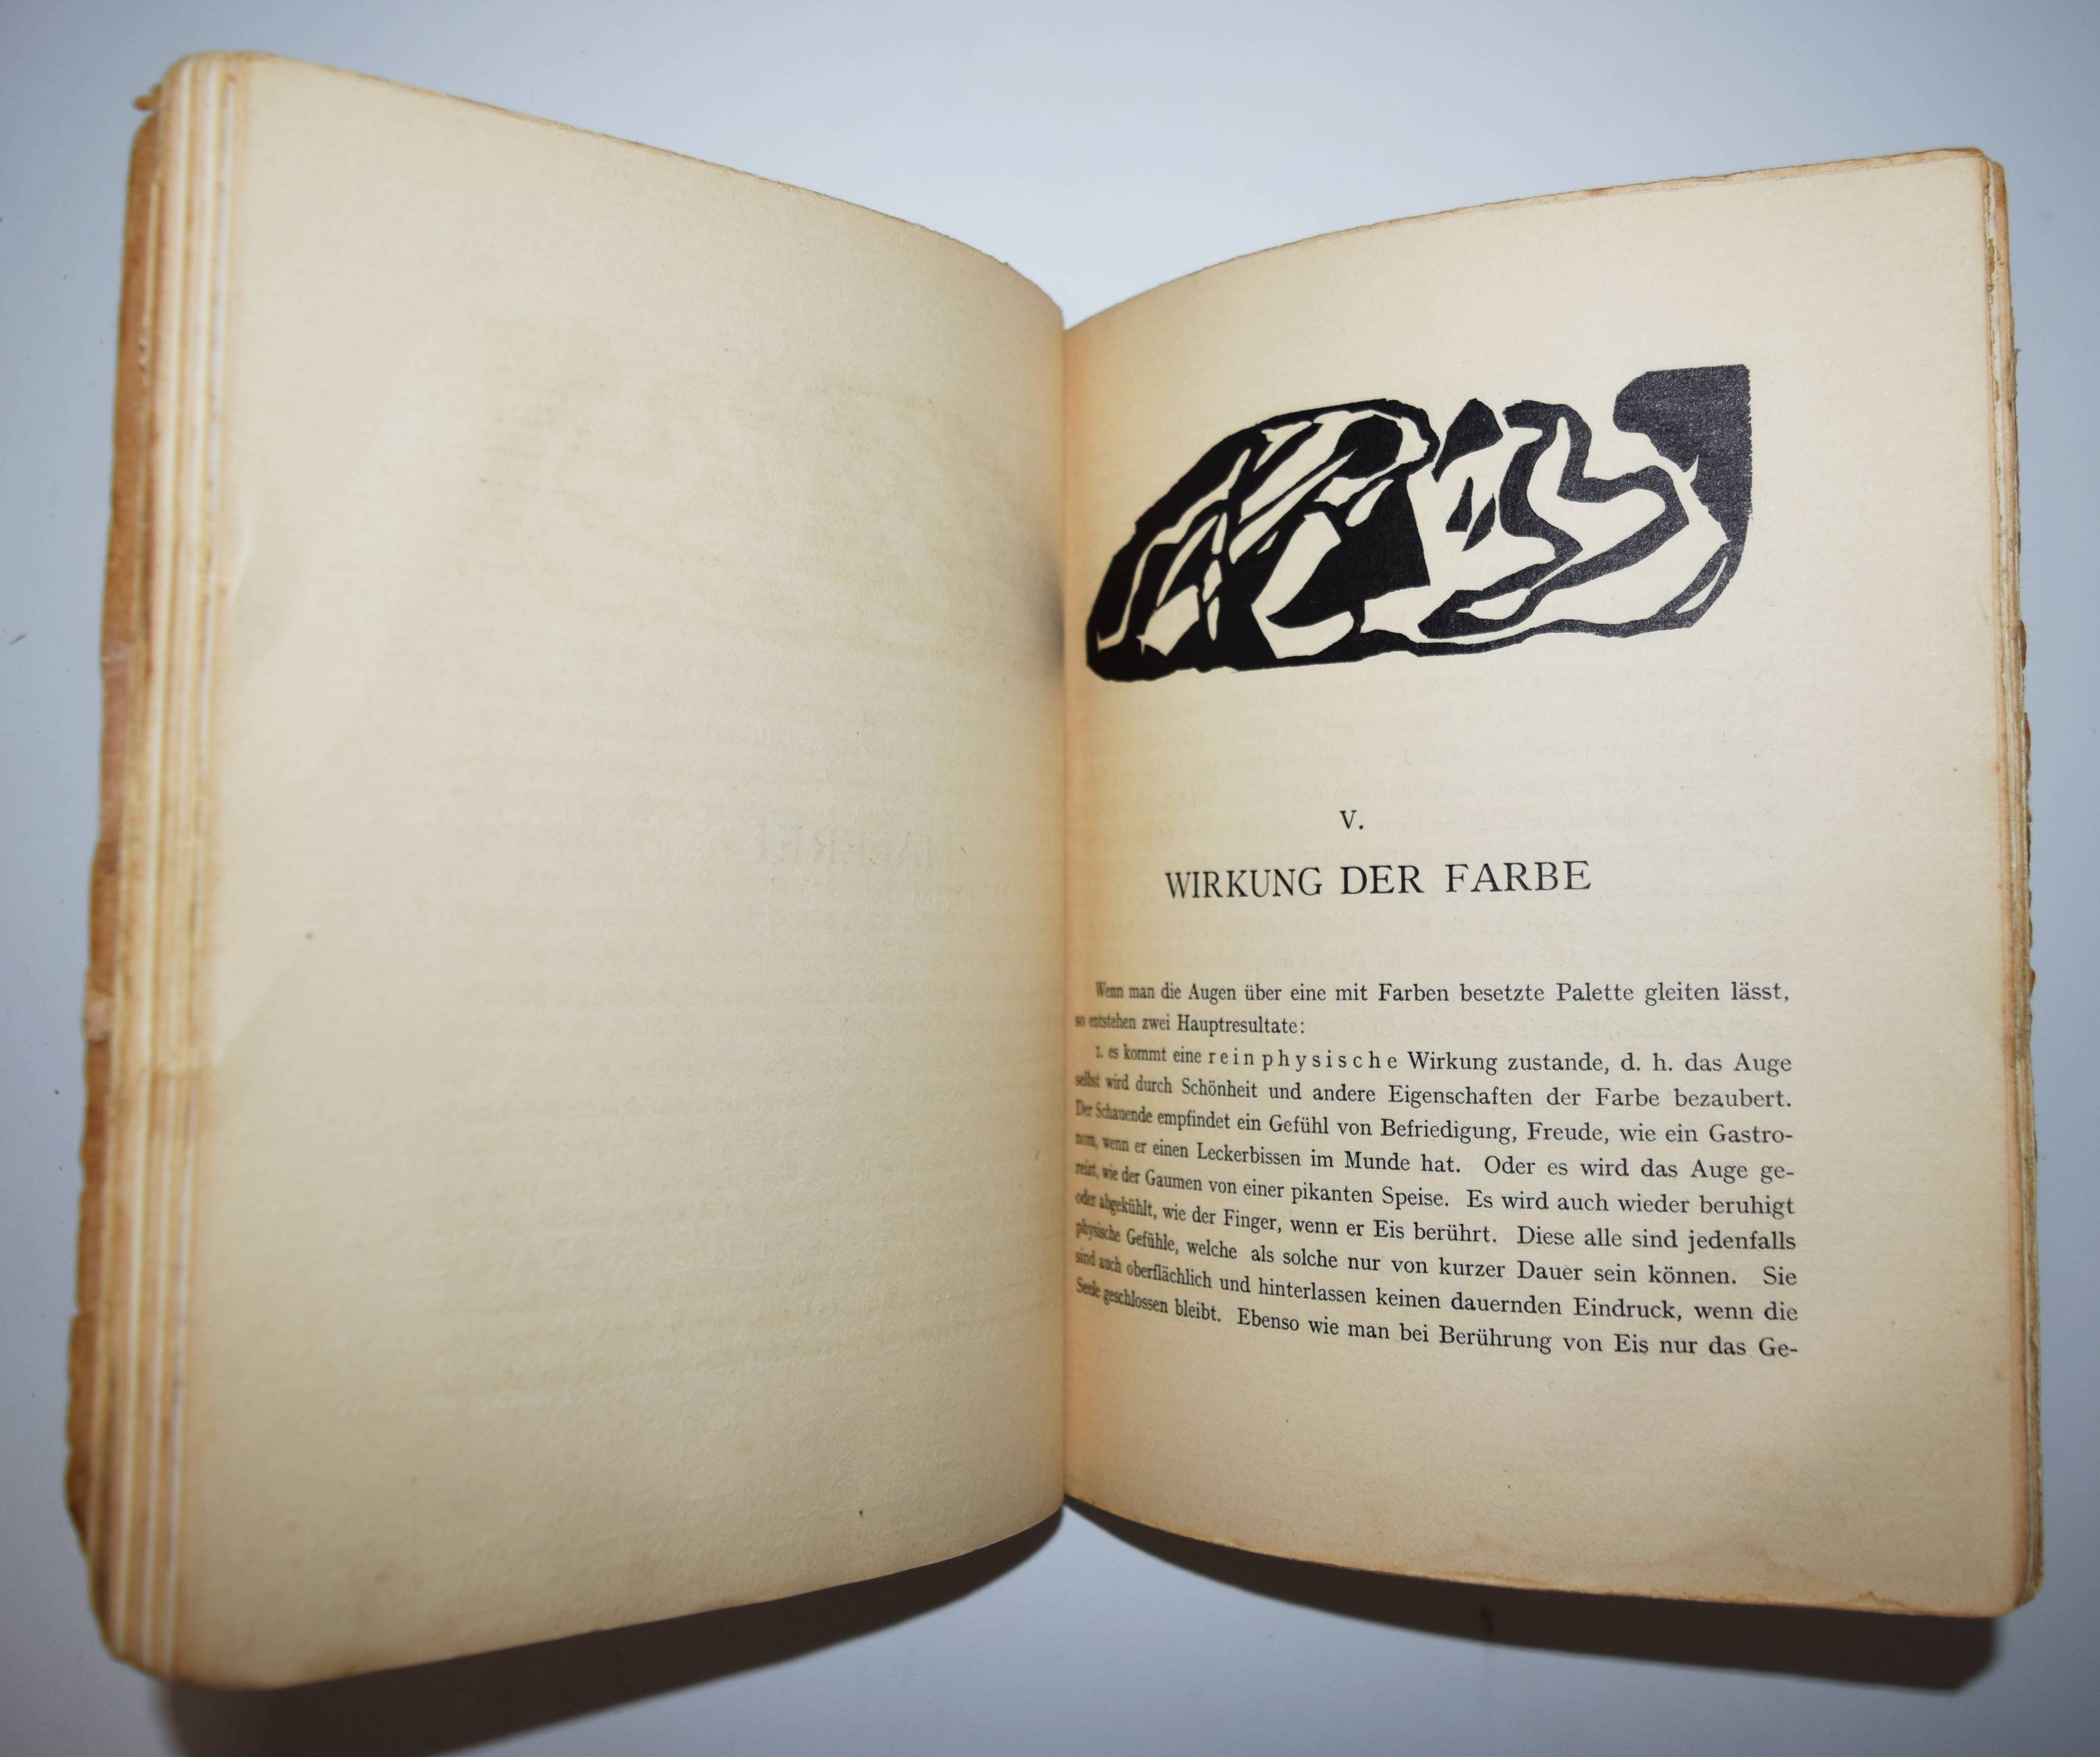 V.
WIRKUNG DER FARBE
Wenn man die Augen über eine mit Farben besetzte Palette gleiten lässt,
so entstehen zwei Hauptresultate:
1. es kommt eine rein physische Wirkung zustande, d. h. das Auge
selbst wird durch Schönheit und andere Eigenschaften der Farbe bezaubert.
Der Schauende empfindet ein Gefühl von Befriedigung, Freude, wie ein Gastro-
nom, wenn er einen Leckerbissen im Munde hat. Oder es wird das Auge ge-
reizt, wie der Gaumen von einer pikanten Speise. Es wird auch wieder beruhigt
oder abgekühlt, wie der Finger, wenn er Eis berührt. Diese alle sind jedenfalls
physische Gefühle, welche als solche nur von kurzer Dauer sein können. Sie
sind auch oberflächlich und hinterlassen keinen dauernden Eindruck, wenn die
Seele geschlossen bleibt. Ebenso wie man bei Berührung von Eis nur das Ge-